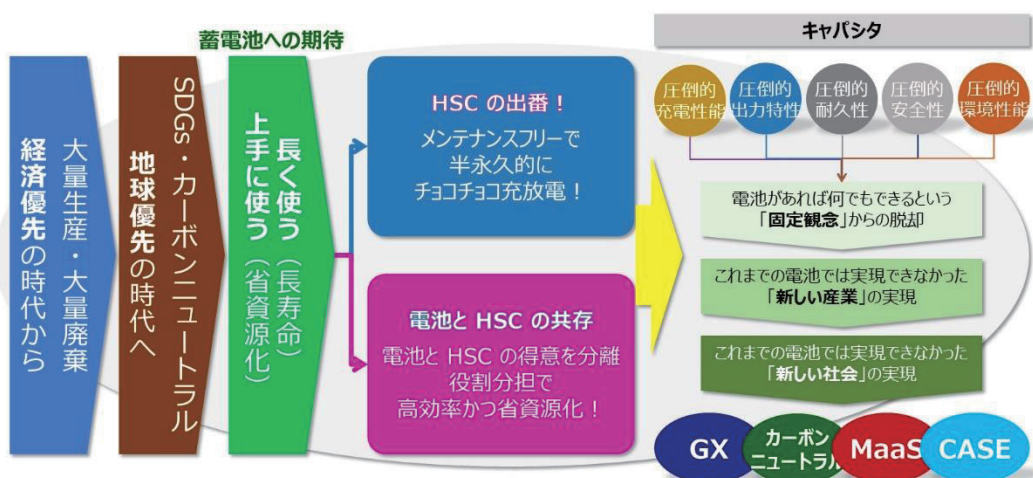 大量生産・大量廃棄
経済優先の時代から
SDGs・カーボンニュートラル
地球優先の時代へ
蓄電池への期待
長く使う（長寿命）
上手に使う（省資源化）
HSC の出番！
メンテナンスフリーで
半永久的に
チョコチョコ充放電！
電池と HSC の共存
電池と HSC の得意を分離
役割分担で
高効率かつ省資源化！
キャパシタ
圧倒的
充電性能
圧倒的
出力特性
圧倒的
耐久性
圧倒的
安全性
圧倒的
環境性能
電池があれば何でもできるという
「固定観念」からの脱却
これまでの電池では実現できなかった
「新しい産業」の実現
これまでの電池では実現できなかった
「新しい社会」の実現
GX
カーボン
ニュートラル
MaaS
CASE